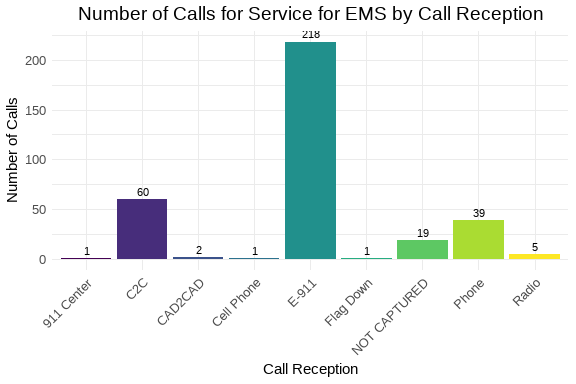 Number of Calls for Service for EMS by Call Reception
Number of Calls
200
150
100
50
0
1
60
2
1
218
1
19
39
5
911 Center
C2C
CAD2CAD
Cell Phone
E-911
Flag Down
NOT CAPTURED
Phone
Radio
Call Reception